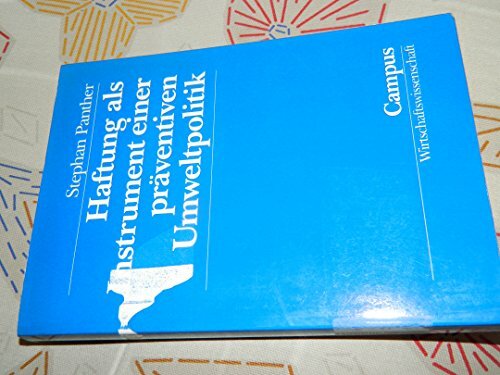 Stephan Panther
Haftung als
Instrument einer
präventiven
Umweltpolitik
Campus
Wirtschaftswissenschaft